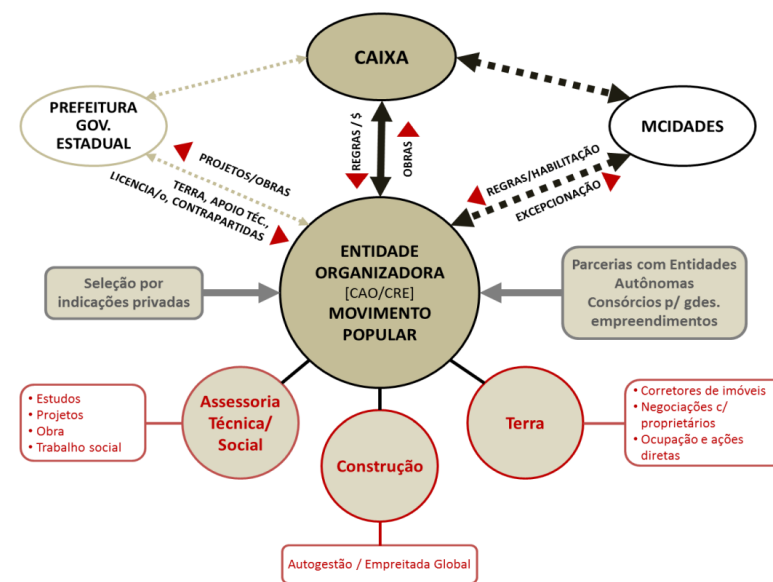 CAIXA
PREFEITURA
GOV.
ESTADUAL
MCIDADES
PROJETOS/OBRAS
TERRA, APOIO TÉC.,
LICENCIA/o, CONTRAPARTIDAS
REGRAS / $
OBRAS
REGRAS/HABILITAÇÃO
EXCEPCIONAÇÃO
ENTIDADE
ORGANIZADORA
[CAO/CRE]
MOVIMENTO
POPULAR
Seleção por
indicações privadas
Parcerias com Entidades
Autônomas
Consórcios p/ gdes.
empreendimentos
• Estudos
• Projetos
• Obra
• Trabalho social
Assessoria
Técnica/
Social
Construção
Terra
• Corretores de imóveis
• Negociações c/
proprietários
• Ocupação e ações
diretas
Autogestão / Empreitada Global